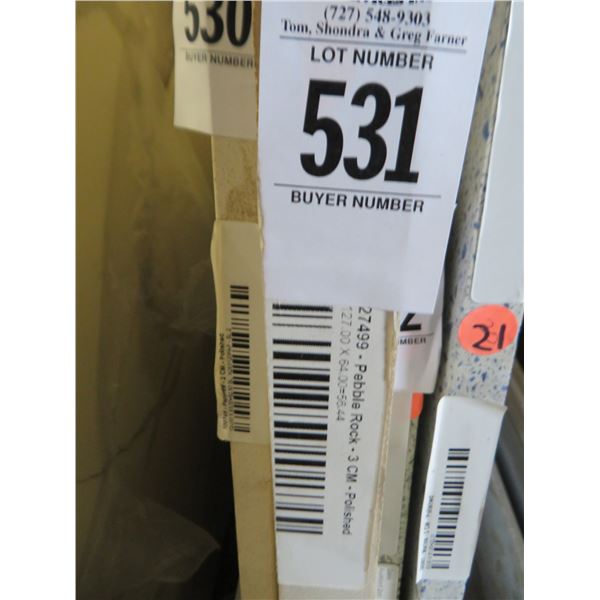 530
BUYER NUMBER
(727) 548-9303
Tom, Shondra & Greg Farner
LOT NUMBER
531
BUYER NUMBER
27499 - Pebble Rock - 3 CM - Polished
127.00 X 64.00=56.44
2
MBER
21